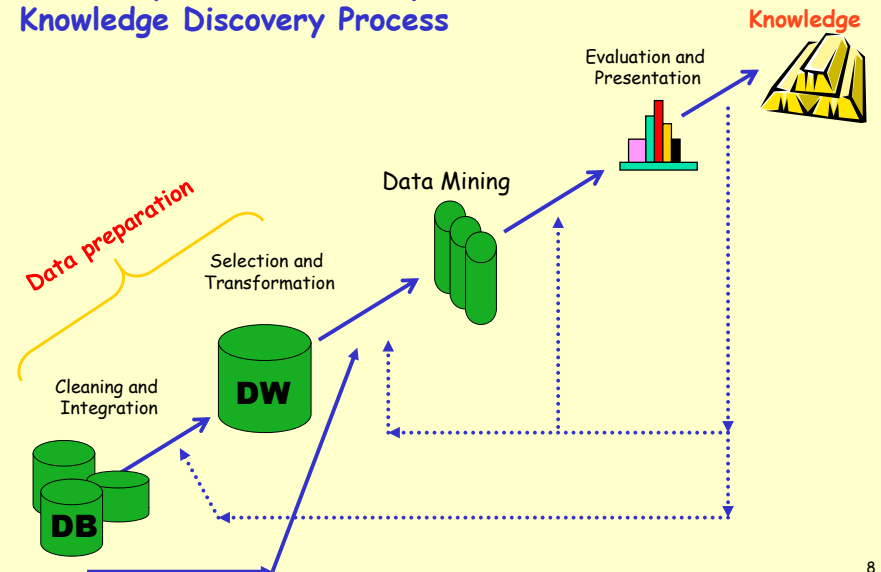 Knowledge Discovery Process
Knowledge
Evaluation and
Presentation
Data Mining
Data preparation
Selection and
Transformation
DW
Cleaning and
Integration
DB
8